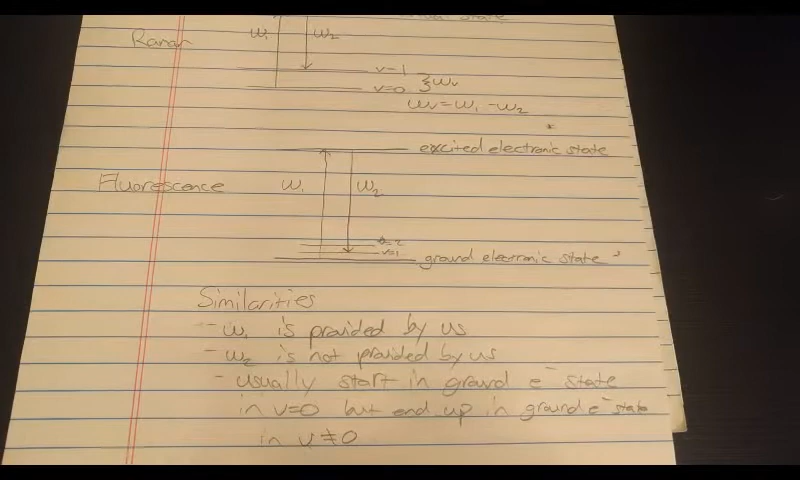 state
Raman
ω₁ ω₂
v=1
v=0 }ωᵥ
ωᵥ=ω₁-ω₂
excited electronic state
Fluorescence ω₁ ω₂
v=1
ground electronic state
Similarities
- ω₁ is provided by us
- ω₂ is not provided by us
- usually start in ground e⁻ state
in v=0 but end up in ground e⁻ state
in v≠0